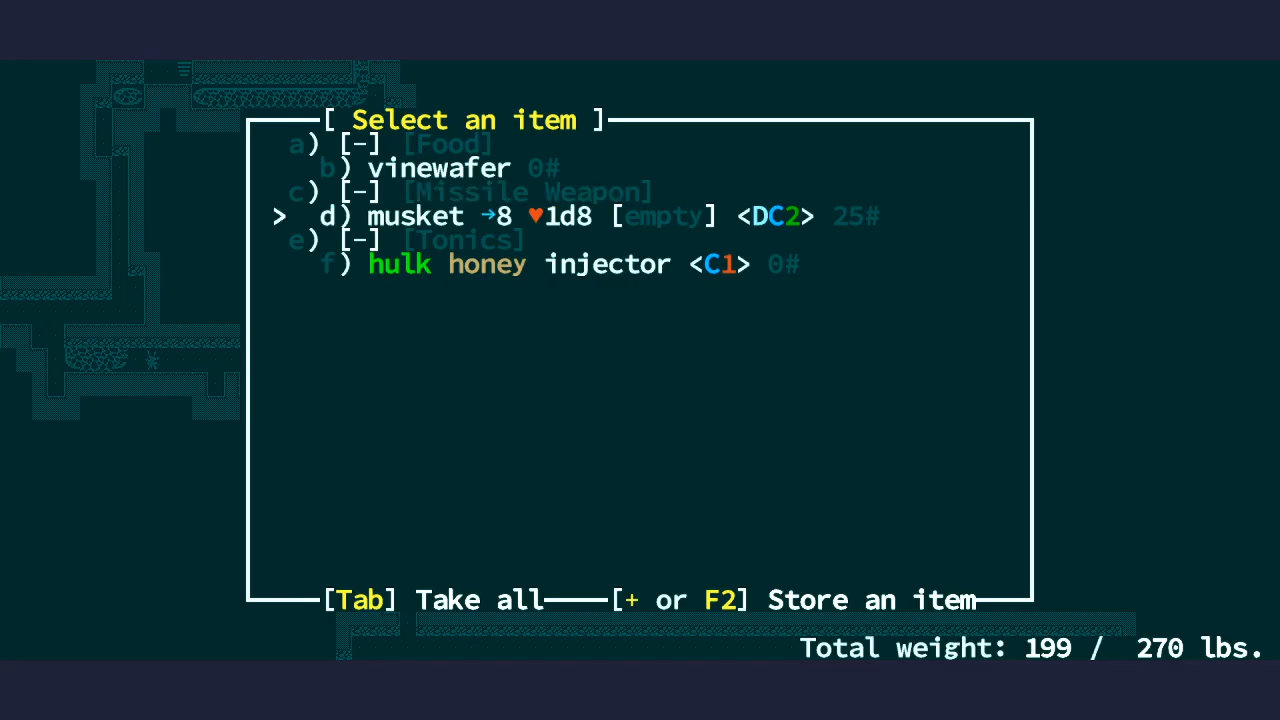 [ Select an item ]
a) [-] [Food]
b) vinewafer 0#
c) [-] [Missile Weapon]
> d) musket →8 ♥1d8 [empty] <DC2> 25#
e) [-] [Tonics]
f) hulk honey injector <C1> 0#
[Tab] Take all [+ or F2] Store an item
Total weight: 199 / 270 lbs.